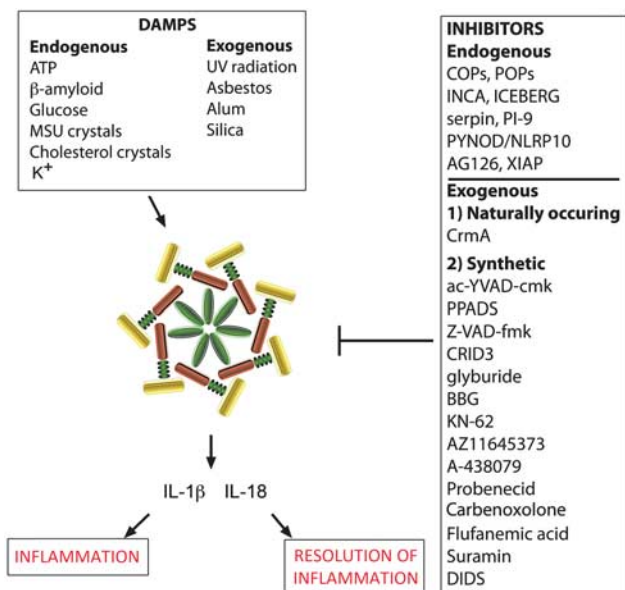 DAMPS
Endogenous
ATP
β-amyloid
Glucose
MSU crystals
Cholesterol crystals
K+
Exogenous
UV radiation
Asbestos
Alum
Silica
INHIBITORS
Endogenous
COPs, POPs
INCA, ICEBERG
serpin, PI-9
PYNOD/NLRP10
AG126, XIAP
Exogenous
1) Naturally occuring
CrmA
2) Synthetic
ac-YVAD-cmk
PPADS
Z-VAD-fmk
CRID3
glyburide
BBG
KN-62
AZ11645373
A-438079
Probenecid
Carbenoxolone
Flufanemic acid
Suramin
DIDS
IL-1β IL-18
INFLAMMATION
RESOLUTION OF
INFLAMMATION